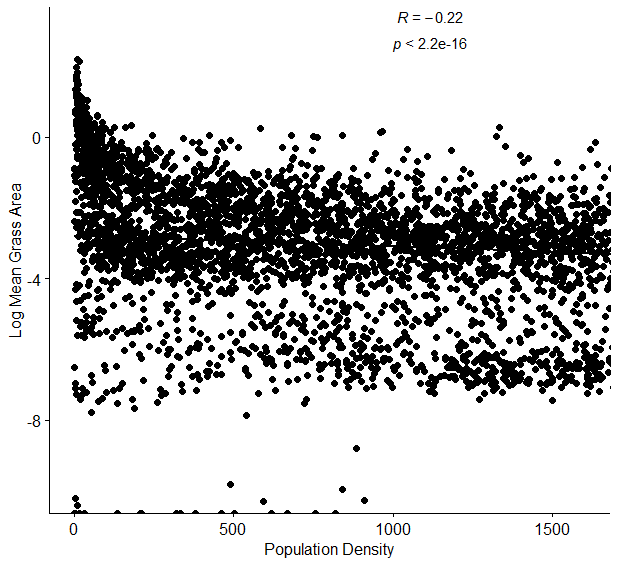 R = −0.22
p < 2.2e-16
0
-4
-8
Log Mean Grass Area
0 500 1000 1500
Population Density